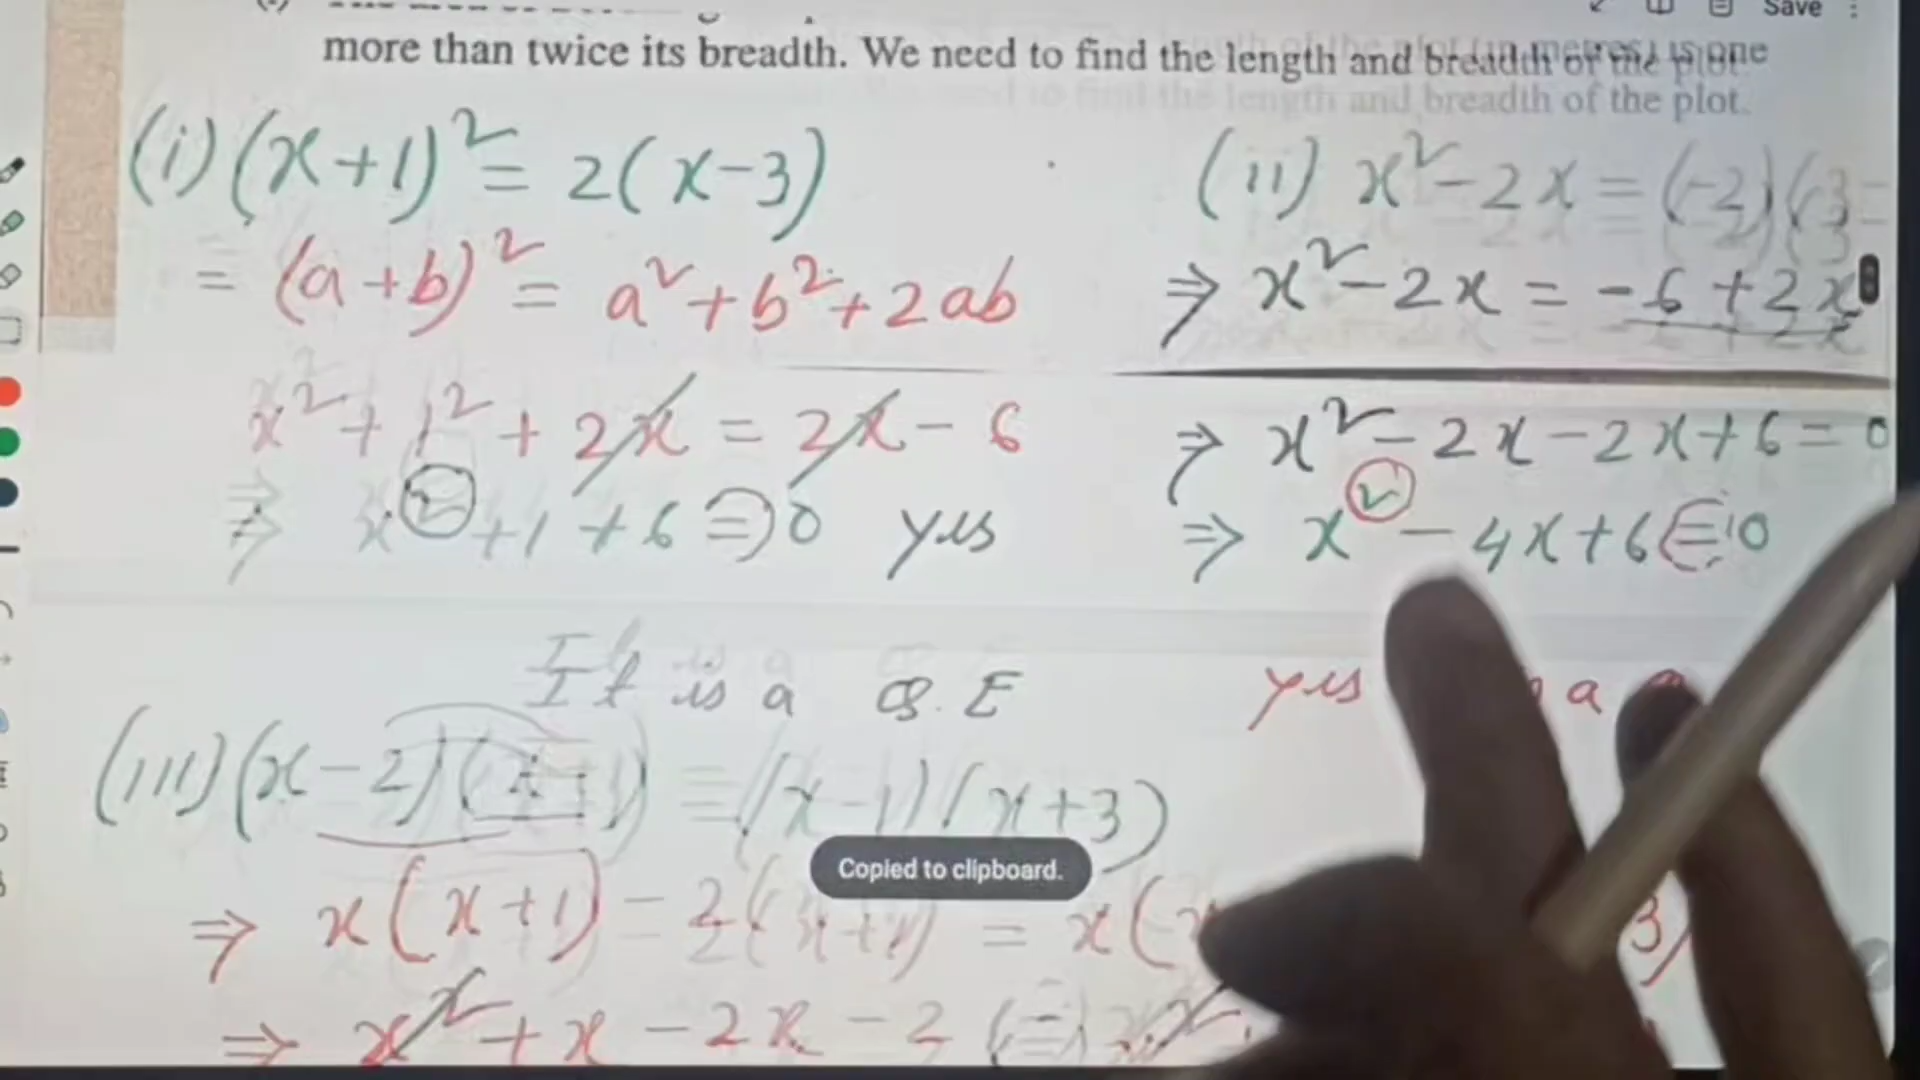 Save
more than twice its breadth. We need to find the length and breadth of the plot
(i) (x+1)² = 2(x-3)
= (a+b)² = a²+b²+2ab
x² + 1² + 2x = 2x - 6
⇒ x² + 1 + 6 = 0 yes
It is a Q.E
(ii) x² - 2x = (-2)(3-
⇒ x² - 2x = -6 + 2x
⇒ x² - 2x - 2x + 6 = 0
⇒ x² - 4x + 6 = 0
yes a
(iii) (x-2)(x+1) = (x-1)(x+3)
⇒ x(x+1) - 2(x+1) = x(
3)
⇒ x² + x - 2x - 2 = x²
Copied to clipboard.